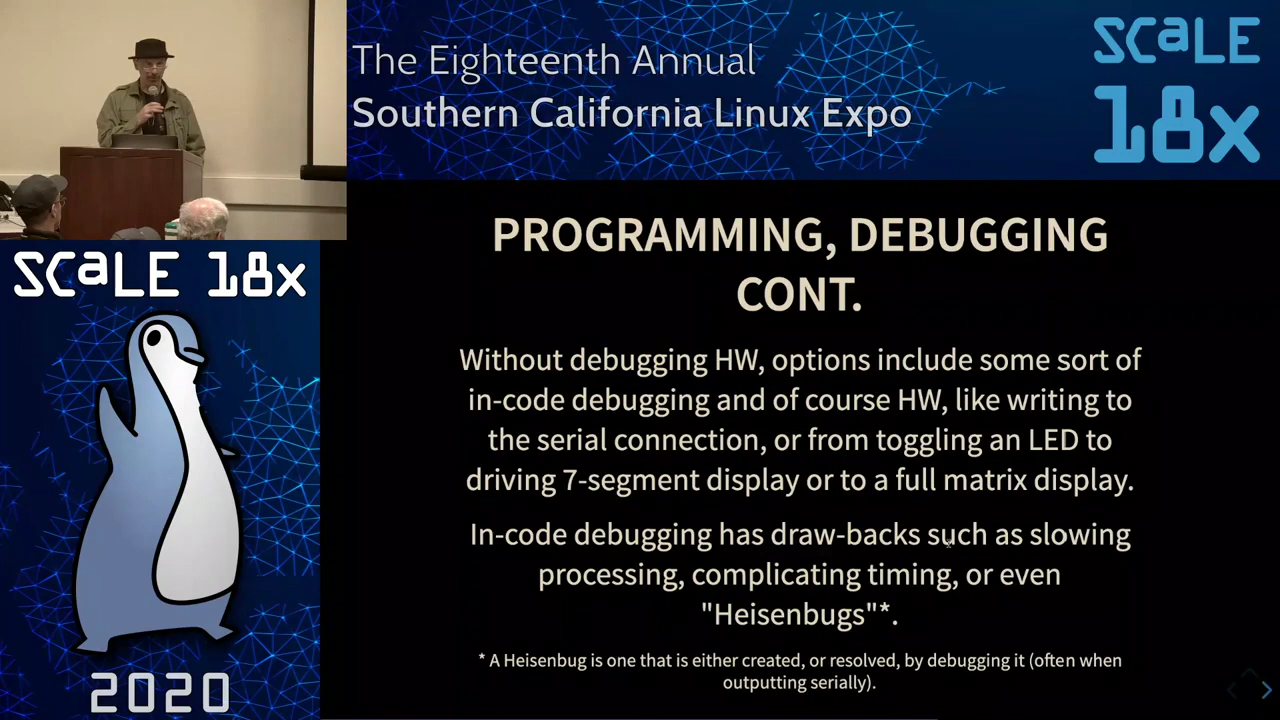 The Eighteenth Annual
Southern California Linux Expo
SCaLE
18x
SCaLE 18x
2020
PROGRAMMING, DEBUGGING
CONT.
Without debugging HW, options include some sort of
in-code debugging and of course HW, like writing to
the serial connection, or from toggling an LED to
driving 7-segment display or to a full matrix display.
In-code debugging has draw-backs such as slowing
processing, complicating timing, or even
"Heisenbugs"*.
* A Heisenbug is one that is either created, or resolved, by debugging it (often when
outputting serially).